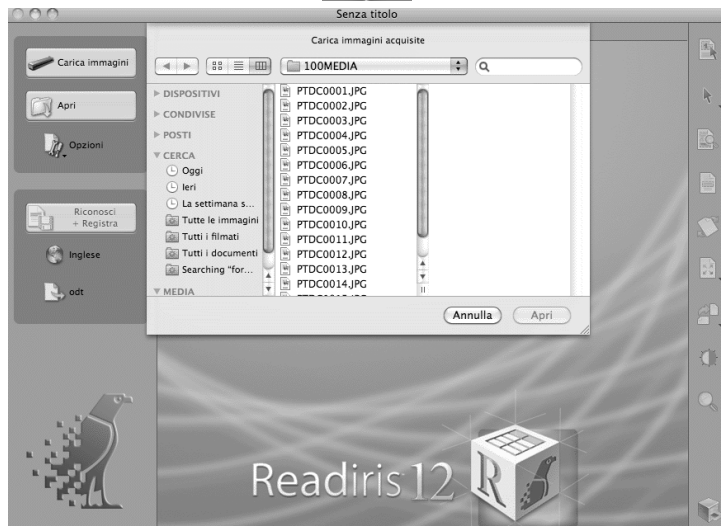 Senza titolo
Carica immagini acquisite
Carica immagini
Apri
Opzioni
Riconosci
+ Registra
Inglese
odt
100MEDIA
DISPOSITIVI
CONDIVISE
POSTI
CERCA
Oggi
Ieri
La settimana s...
Tutte le immagini
Tutti i filmati
Tutti i documenti
Searching "for...
MEDIA
PTDC0001.JPG
PTDC0002.JPG
PTDC0003.JPG
PTDC0004.JPG
PTDC0005.JPG
PTDC0006.JPG
PTDC0007.JPG
PTDC0008.JPG
PTDC0009.JPG
PTDC0010.JPG
PTDC0011.JPG
PTDC0012.JPG
PTDC0013.JPG
PTDC0014.JPG
Annulla
Apri
Readiris 12
R